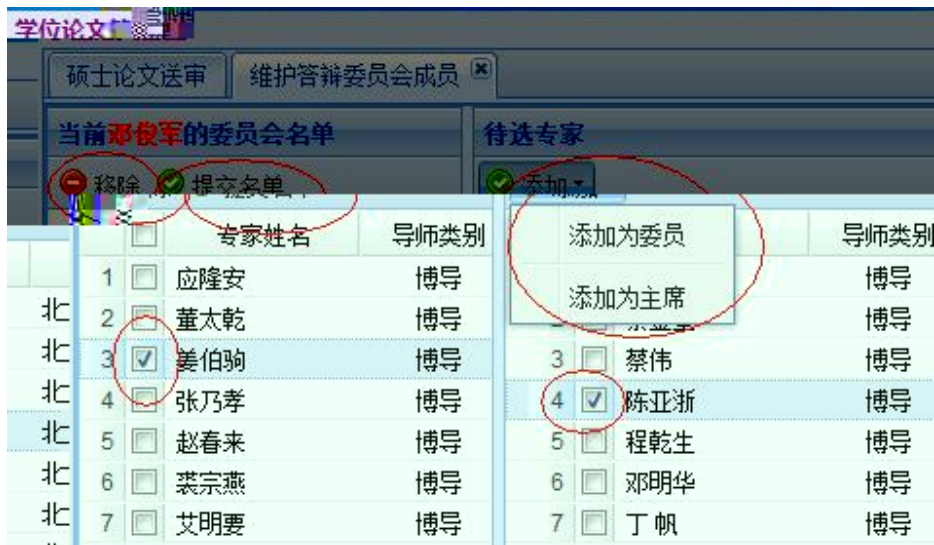 学位论文
硕士论文送审 维护答辩委员会成员
当前邓俊军的委员会名单 待选专家
移除 提交名单 添加
专家姓名 导师类别 添加为委员 导师类别
1 应隆安 博导 添加为主席 博导
北 2 董太乾 博导 博导
北 3 姜伯驹 博导 3 蔡伟 博导
北 4 张乃孝 博导 4 陈亚浙 博导
北 5 赵春来 博导 5 程乾生 博导
北 6 裘宗燕 博导 6 邓明华 博导
北 7 艾明要 博导 7 丁帆 博导